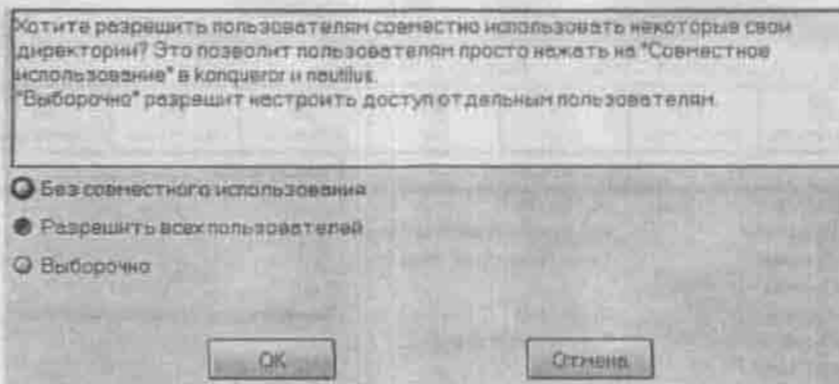 Хотите разрешить пользователям совместно использовать некоторые свои
директории? Это позволит пользователям просто нажать на "Совместное
использование" в konqueror и nautilus.
"Выборочно" разрешит настроить доступ отдельным пользователям.
Без совместного использования
Разрешить всех пользователей
Выборочно
OK
Отмена